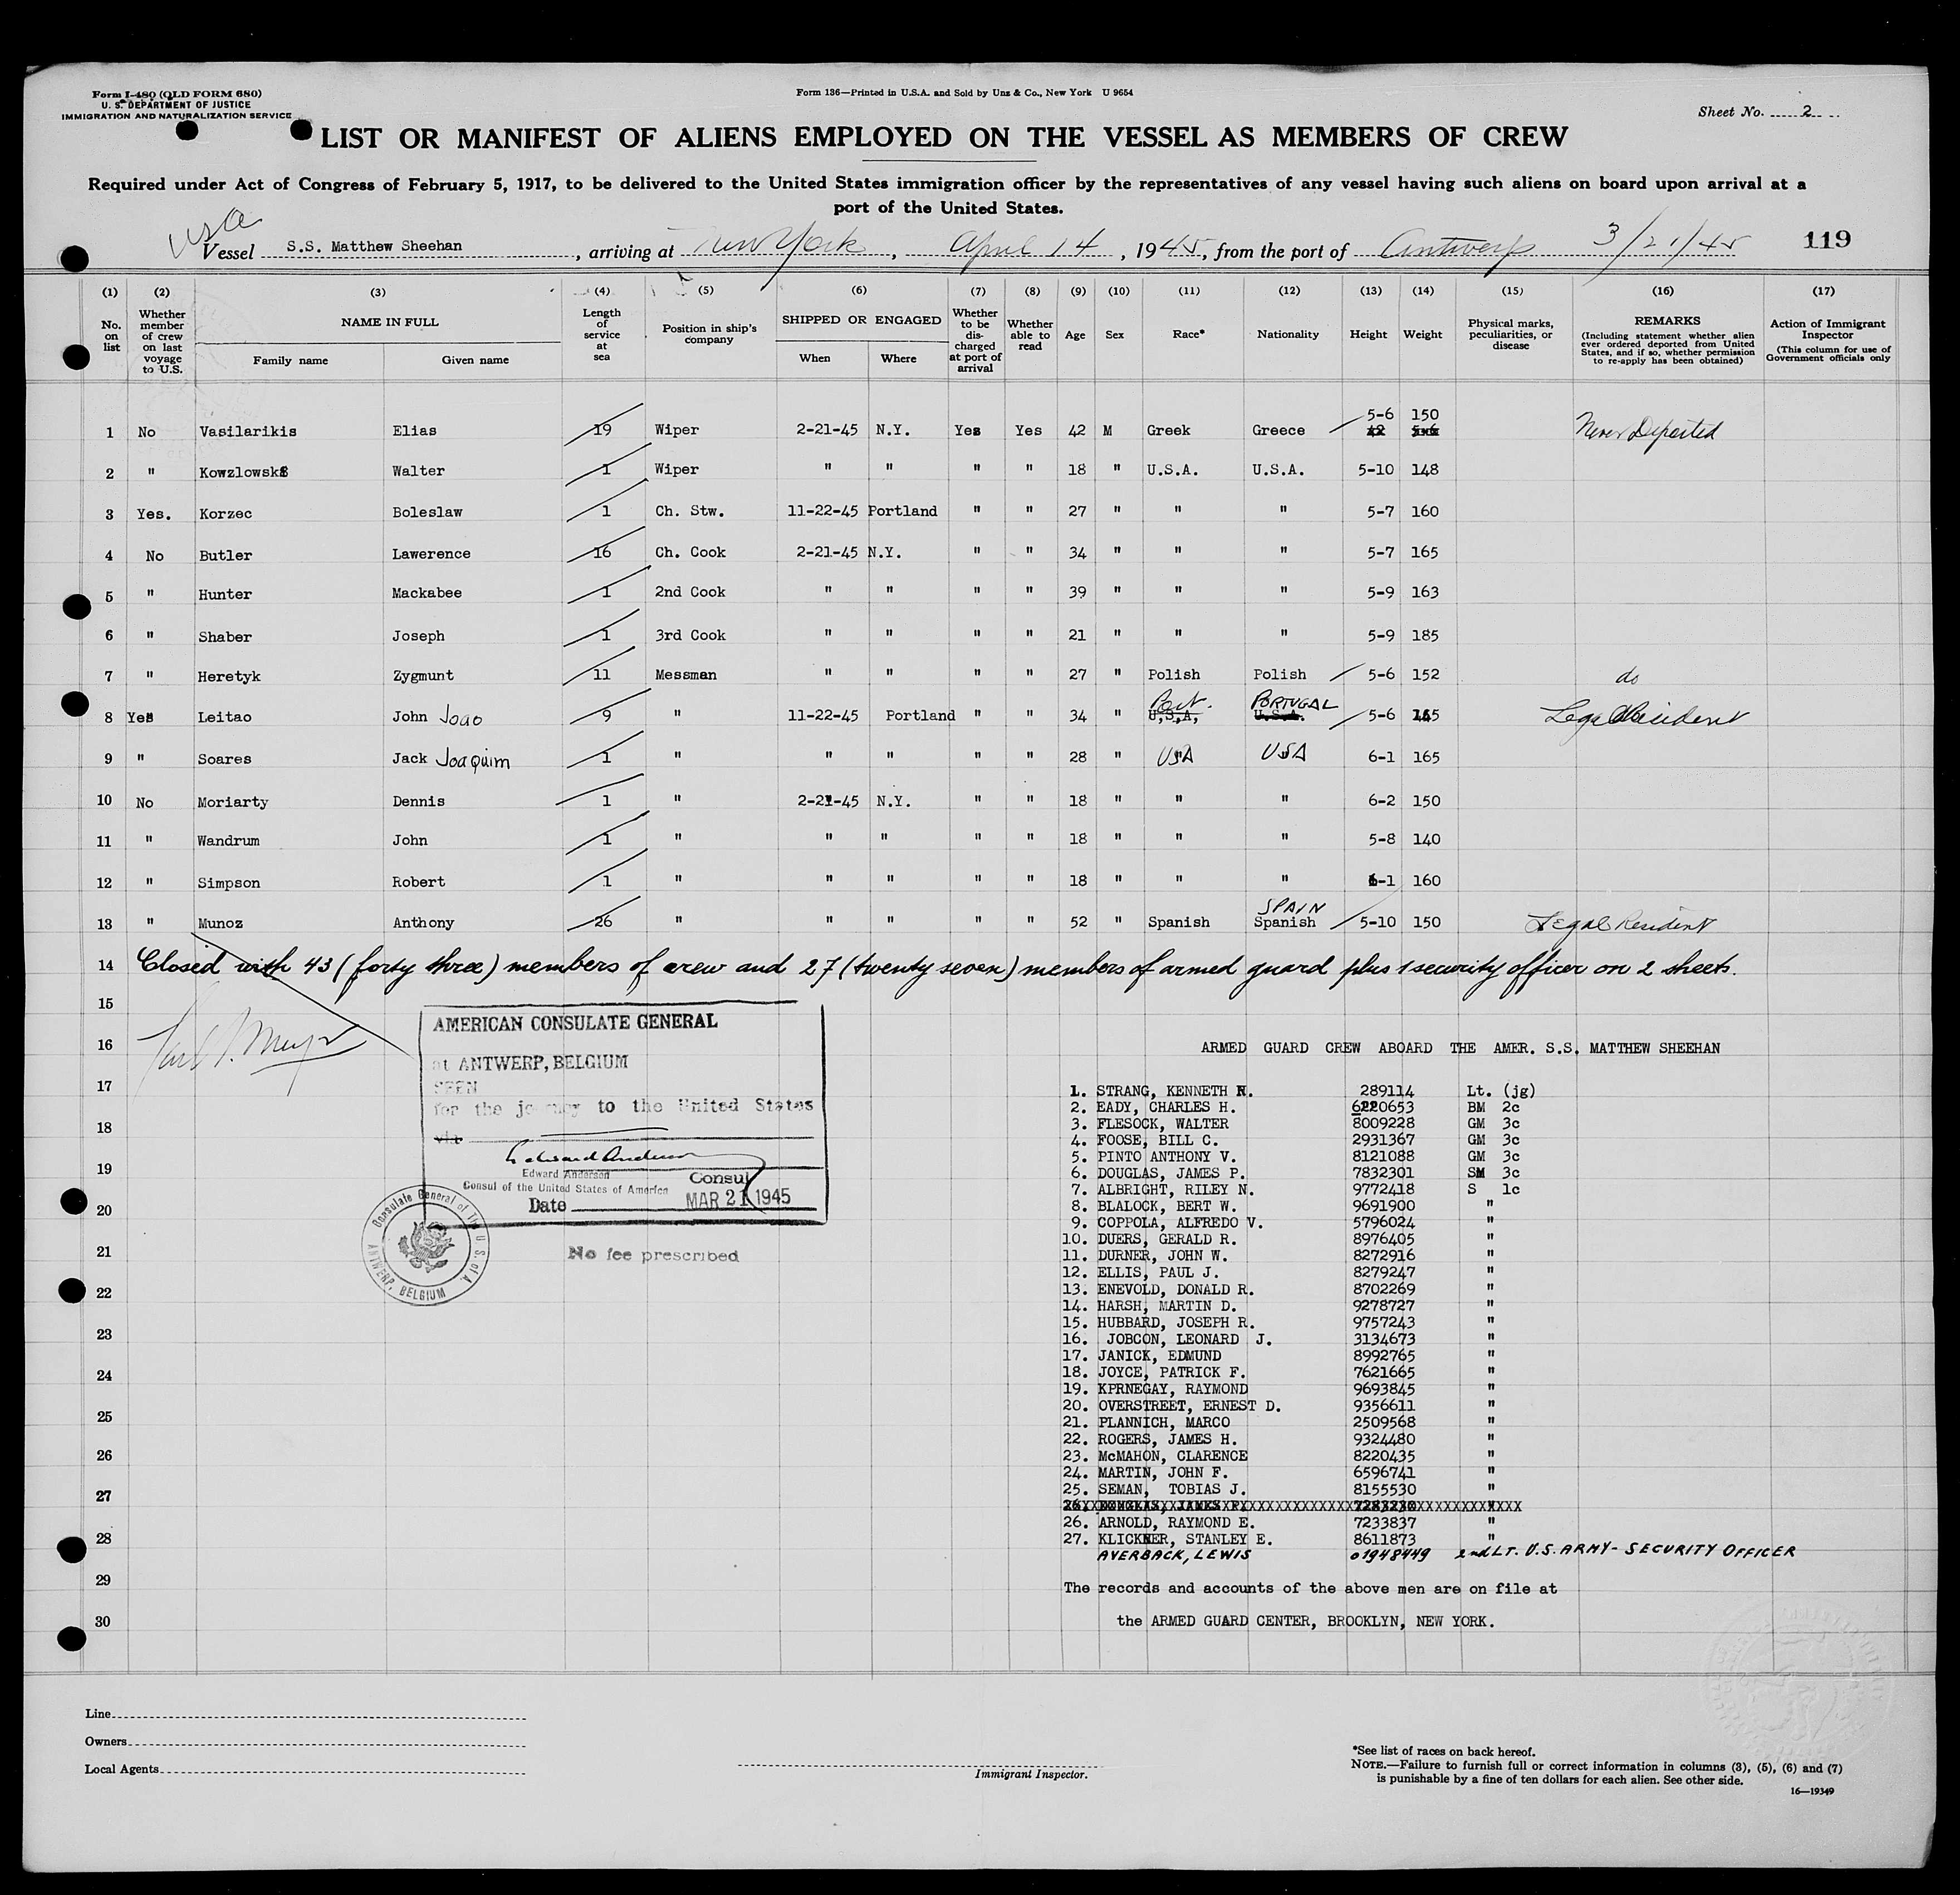 Form I-480 (OLD FORM 680)
U. S. DEPARTMENT OF JUSTICE
IMMIGRATION AND NATURALIZATION SERVICE
Form 136—Printed in U.S.A. and Sold by Unz & Co., New York U 9654
Sheet No. 2
LIST OR MANIFEST OF ALIENS EMPLOYED ON THE VESSEL AS MEMBERS OF CREW
Required under Act of Congress of February 5, 1917, to be delivered to the United States immigration officer by the representatives of any vessel having such aliens on board upon arrival at a
port of the United States.
usa
Vessel S.S. Matthew Sheehan, arriving at New York, April 14, 1945, from the port of Antwerp 3/21/45 119
(1) (2) (3) (4) (5) (6) (7) (8) (9) (10) (11) (12) (13) (14) (15) (16) (17)
No. on list
Whether member of crew on last voyage to U.S.
NAME IN FULL
Family name Given name
Length of service at sea
Position in ship's company
SHIPPED OR ENGAGED
When Where
Whether to be discharged at port of arrival
Whether able to read
Age
Sex
Race*
Nationality
Height
Weight
Physical marks, peculiarities, or disease
REMARKS
(Including statement whether alien ever ordered deported from United States, and if so, whether permission to re-apply has been obtained)
Action of Immigrant Inspector
(This column for use of Government officials only
5-6 150
1 No Vasilarikis Elias 19 Wiper 2-21-45 N.Y. Yes Yes 42 M Greek Greece 42 5-6 Never Deported
2 " Kowzlowski Walter 1 Wiper " " " " 18 " U.S.A. U.S.A. 5-10 148
3 Yes. Korzec Boleslaw 1 Ch. Stw. 11-22-45 Portland " " 27 " " " 5-7 160
4 No Butler Lawerence 16 Ch. Cook 2-21-45 N.Y. " " 34 " " " 5-7 165
5 " Hunter Mackabee 1 2nd Cook " " " " 39 " " " 5-9 163
6 " Shaber Joseph 1 3rd Cook " " " " 21 " " " 5-9 185
7 " Heretyk Zygmunt 11 Messman " " " " 27 " Polish Polish 5-6 152 do
Port. PORTUGAL
8 Yes Leitao John Joao 9 " 11-22-45 Portland " " 34 " U.S.A. U.S.A. 5-6 165 Legal Resident
9 " Soares Jack Joaquim 1 " " " " " 28 " USA USA 6-1 165
10 No Moriarty Dennis 1 " 2-21-45 N.Y. " " 18 " " " 6-2 150
11 " Wandrum John 1 " " " " " 18 " " " 5-8 140
12 " Simpson Robert 1 " " " " " 18 " " " 6-1 160
SPAIN
13 " Munoz Anthony 26 " " " " " 52 " Spanish Spanish 5-10 150 Legal Resident
14 Closed with 43 (forty three) members of crew and 27 (twenty seven) members of armed guard plus 1 security officer on 2 sheets.
15
16
17
18
19
20
21
22
23
24
25
26
27
28
29
30
AMERICAN CONSULATE GENERAL
at ANTWERP, BELGIUM
SEEN
for the journey to the United States
via
Edward Anderson
Edward Anderson
Consul of the United States of America Consul
Date MAR 21 1945
No fee prescribed
Consulate General of The U.S. of A.
ANTWERP, BELGIUM
ARMED GUARD CREW ABOARD THE AMER. S.S. MATTHEW SHEEHAN
1. STRANG, KENNETH R. 289114 Lt. (jg)
2. EADY, CHARLES H. 6220653 BM 2c
3. FLESOCK, WALTER 8009228 GM 3c
4. FOOSE, BILL C. 2931367 GM 3c
5. PINTO ANTHONY V. 8121088 GM 3c
6. DOUGLAS, JAMES P. 7832301 SM 3c
7. ALBRIGHT, RILEY N. 9772418 S 1c
8. BLALOCK, BERT W. 9691900 "
9. COPPOLA, ALFREDO V. 5796024 "
10. DUERS, GERALD R. 8976405 "
11. DURNER, JOHN W. 8272916 "
12. ELLIS, PAUL J. 8279247 "
13. ENEVOLD, DONALD R. 8702269 "
14. HARSH, MARTIN D. 9278727 "
15. HUBBARD, JOSEPH R. 9757243 "
16. JOBCON, LEONARD J. 3134673 "
17. JANICK, EDMUND 8992765 "
18. JOYCE, PATRICK F. 7621665 "
19. KPRNEGAY, RAYMOND 9693845 "
20. OVERSTREET, ERNEST D. 9356611 "
21. PLANNICH, MARCO 2509568 "
22. ROGERS, JAMES H. 9324480 "
23. McMAHON, CLARENCE 8220435 "
24. MARTIN, JOHN F. 6596741 "
25. SEMAN, TOBIAS J. 8155530 "
26. ARNOLD, RAYMOND E. 7233837 "
27. KLICKNER, STANLEY E. 8611873 "
AVERBACK, LEWIS 01948449 2nd LT. U.S. ARMY - SECURITY OFFICER
The records and accounts of the above men are on file at
the ARMED GUARD CENTER, BROOKLYN, NEW YORK.
Line
Owners
Local Agents
Immigrant Inspector.
*See list of races on back hereof.
NOTE.—Failure to furnish full or correct information in columns (3), (5), (6) and (7)
is punishable by a fine of ten dollars for each alien. See other side.
16—19349